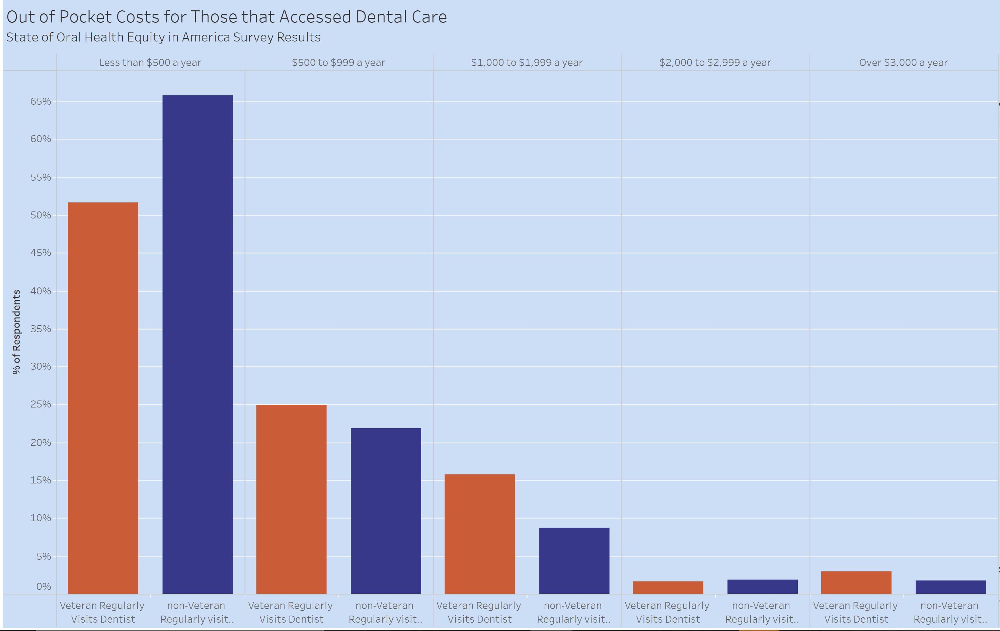 Out of Pocket Costs for Those that Accessed Dental Care
State of Oral Health Equity in America Survey Results
Less than $500 a year
$500 to $999 a year
$1,000 to $1,999 a year
$2,000 to $2,999 a year
Over $3,000 a year
% of Respondents
65%
60%
55%
50%
45%
40%
35%
30%
25%
20%
15%
10%
5%
0%
Veteran Regularly
Visits Dentist
non-Veteran
Regularly visit..
Veteran Regularly
Visits Dentist
non-Veteran
Regularly visit..
Veteran Regularly
Visits Dentist
non-Veteran
Regularly visit..
Veteran Regularly
Visits Dentist
non-Veteran
Regularly visit..
Veteran Regularly
Visits Dentist
non-Veteran
Regularly visit..